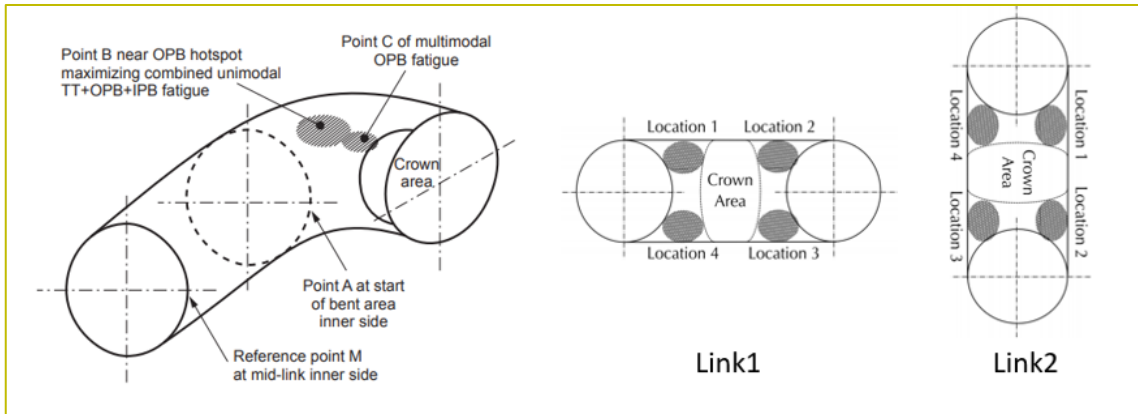 Point B near OPB hotspot
maximizing combined unimodal
TT+OPB+IPB fatigue
Point C of multimodal
OPB fatigue
Crown
area
Point A at start
of bent area
inner side
Reference point M
at mid-link inner side
Location 1
Location 2
Crown
Area
Location 4
Location 3
Link1
Location 4
Location 1
Crown
Area
Location 3
Location 2
Link2